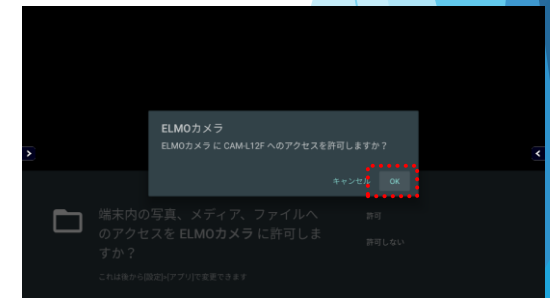 ELMOカメラ
ELMOカメラ に CAM-L12F へのアクセスを許可しますか？
キャンセル OK
端末内の写真、メディア、ファイルへ
のアクセスを ELMOカメラ に許可しま
すか？
許可
許可しない
これは後から[設定]>[アプリ]で変更できます